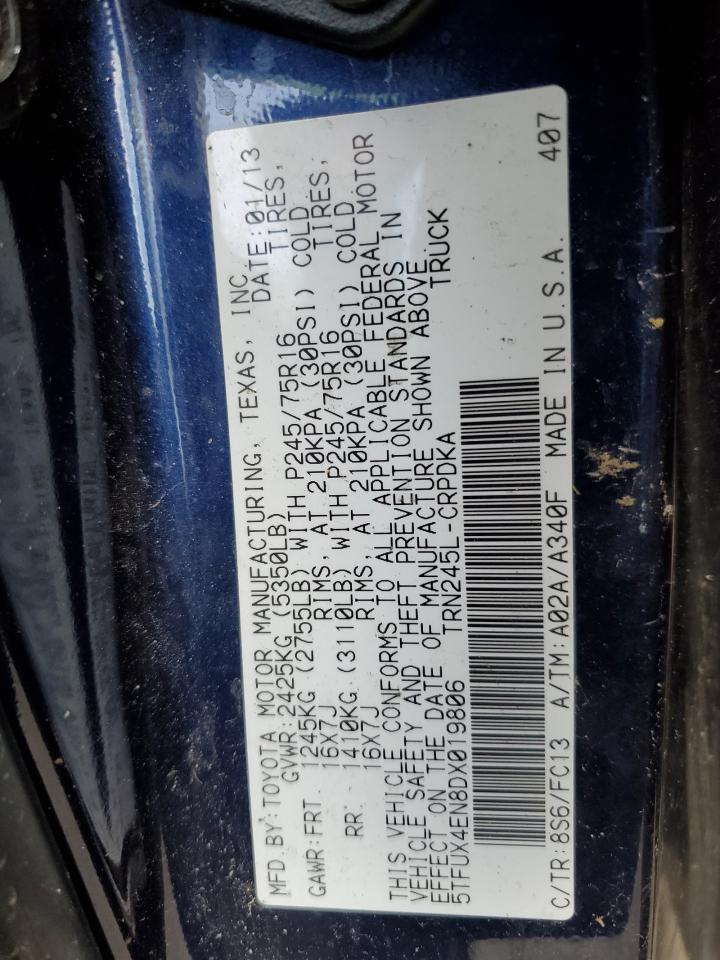 MFD. BY: TOYOTA MOTOR MANUFACTURING, TEXAS, INC.
GVWR: 2425KG (5350LB) DATE: 01/13
GAWR: FRT. 1245KG (2755LB) WITH P245/75R16 TIRES,
16X7J RIMS, AT 210KPA (30PSI) COLD
RR. 1410KG (3110LB) WITH P245/75R16 TIRES,
16X7J RIMS, AT 210KPA (30PSI) COLD
THIS VEHICLE CONFORMS TO ALL APPLICABLE FEDERAL MOTOR
VEHICLE SAFETY AND THEFT PREVENTION STANDARDS IN
EFFECT ON THE DATE OF MANUFACTURE SHOWN ABOVE
5TFUX4EN8DX019806 TRN245L-CRPDKA TRUCK
C/TR: 8S6/FC13 A/TM: A02A/A340F MADE IN U.S.A. 407